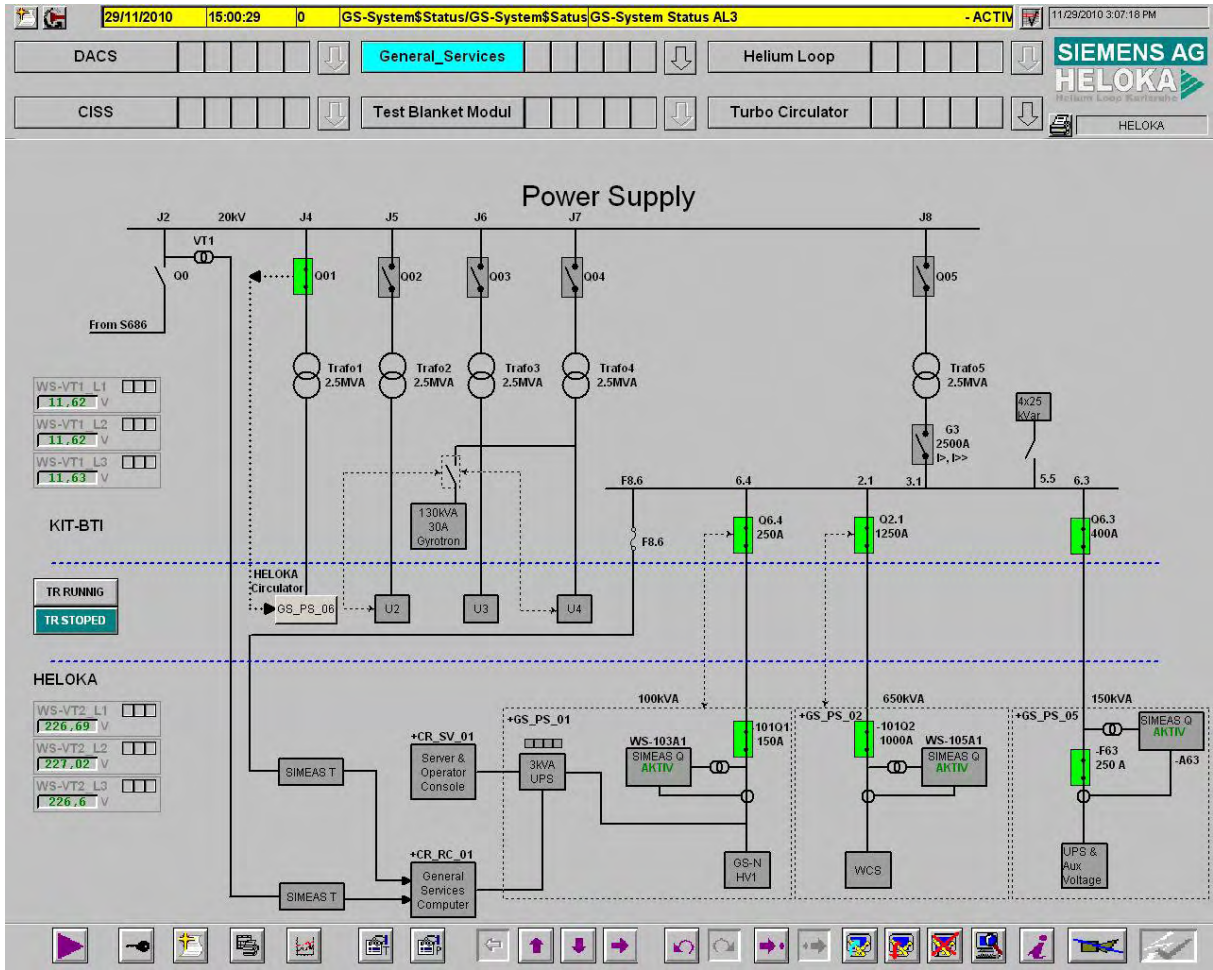 29/11/2010 15:00:29 0 GS-System$Status/GS-System$Satus GS-System Status AL3 - ACTIV 11/29/2010 3:07:18 PM
DACS General_Services Helium Loop SIEMENS AG
HELOKA
Helium Loop Karlsruhe
CISS Test Blanket Modul Turbo Circulator
HELOKA
Power Supply
J2 20kV J4 J5 J6 J7 J8
VT1
Q0 Q01 Q02 Q03 Q04 Q05
From S686
Trafo1 Trafo2 Trafo3 Trafo4 Trafo5
2.5MVA 2.5MVA 2.5MVA 2.5MVA 2.5MVA
WS-VT1_L1
11,62 V
WS-VT1_L2
11,62 V
WS-VT1_L3
11,63 V
4x25
kVar
G3
2500A
I>, I>>
F8.6 6.4 2.1 3.1 5.5 6.3
130kVA
30A
Gyrotron
KIT-BTI
F8.6
Q6.4
250A
Q2.1
1250A
Q6.3
400A
TR RUNNIG
TR STOPED
HELOKA
Circulator
GS_PS_06 U2 U3 U4
HELOKA
WS-VT2_L1
226,69 V
WS-VT2_L2
227,02 V
WS-VT2_L3
226,6 V
100kVA 650kVA 150kVA
+GS_PS_01 +GS_PS_02 +GS_PS_05
-101Q1
150A
-101Q2
1000A
SIMEAS Q
AKTIV
-A63
-F63
250 A
WS-103A1
SIMEAS Q
AKTIV
WS-105A1
SIMEAS Q
AKTIV
+CR_SV_01
Server &
Operator
Console
3kVA
UPS
SIMEAS T
+CR_RC_01
General
Services
Computer
SIMEAS T
GS-N
HV1
WCS
UPS &
Aux
Voltage
T P
i